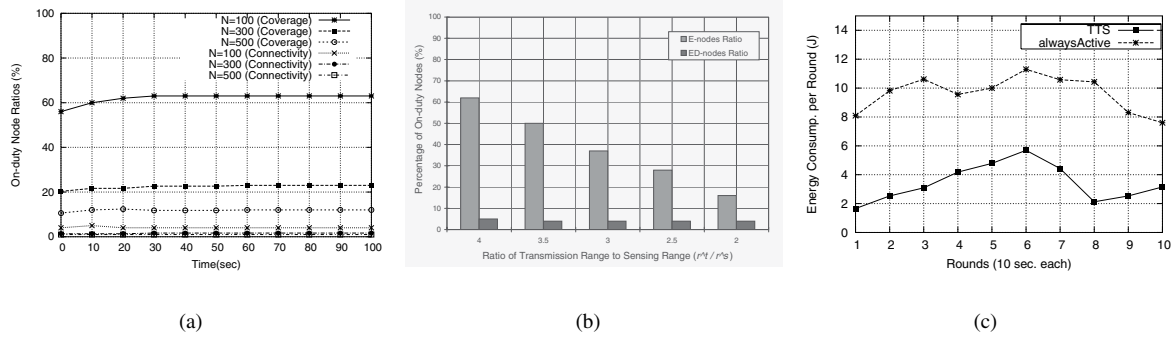 N=100 (Coverage)
N=300 (Coverage)
N=500 (Coverage)
N=100 (Connectivity)
N=300 (Connectivity)
N=500 (Connectivity)
On-duty Node Ratios (%)
100
80
60
40
20
0
0 10 20 30 40 50 60 70 80 90 100
Time(sec)
(a)
E-nodes Ratio
ED-nodes Ratio
Percentage of On-duty Nodes (%)
100
90
80
70
60
50
40
30
20
10
0
4 3.5 3 2.5 2
Ratio of Transmission Range to Sensing Range (r^t / r^s)
(b)
TTS
alwaysActive
Energy Consump. per Round (J)
14
12
10
8
6
4
2
0
1 2 3 4 5 6 7 8 9 10
Rounds (10 sec. each)
(c)